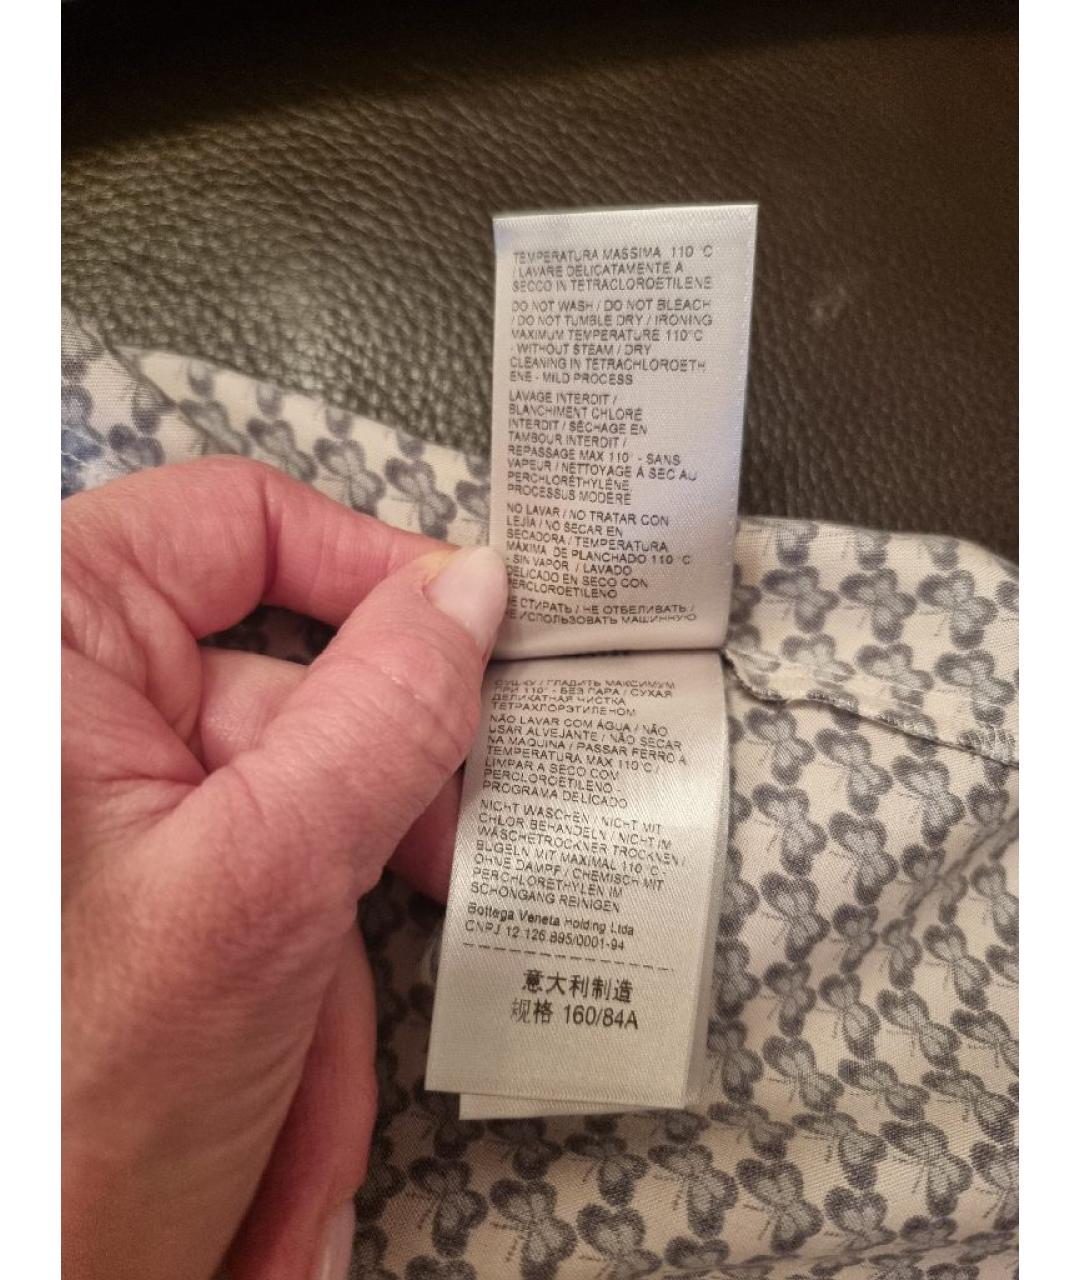 TEMPERATURA MASSIMA 110 °C
/ LAVARE DELICATAMENTE A
SECCO IN TETRACLOROETILENE
DO NOT WASH / DO NOT BLEACH
/ DO NOT TUMBLE DRY / IRONING
MAXIMUM TEMPERATURE 110°C
- WITHOUT STEAM / DRY
CLEANING IN TETRACHLOROETH
ENE - MILD PROCESS
LAVAGE INTERDIT /
BLANCHIMENT CHLORÉ
INTERDIT / SÉCHAGE EN
TAMBOUR INTERDIT /
REPASSAGE MAX 110° - SANS
VAPEUR / NETTOYAGE À SEC AU
PERCHLORÉTHYLÈNE
PROCESSUS MODÉRÉ
NO LAVAR / NO TRATAR CON
LEJÍA / NO SECAR EN
SECADORA / TEMPERATURA
MÁXIMA DE PLANCHADO 110 °C
- SIN VAPOR / LAVADO
DELICADO EN SECO CON
PERCLOROETILENO
Е СТИРАТЬ / НЕ ОТБЕЛИВАТЬ /
Е ИСПОЛЬЗОВАТЬ МАШИННУЮ
СУШКУ / ГЛАДИТЬ МАКСИМУМ
ПРИ 110° - БЕЗ ПАРА / СУХАЯ
ДЕЛИКАТНАЯ ЧИСТКА
ТЕТРАХЛОРЭТИЛЕНОМ
NÃO LAVAR COM ÁGUA / NÃO
USAR ALVEJANTE / NÃO SECAR
NA MAQUINA / PASSAR FERRO A
TEMPERATURA MAX 110°C /
LIMPAR A SECO COM
PERCLOROETILENO -
PROGRAMA DELICADO
NICHT WASCHEN / NICHT MIT
CHLOR BEHANDELN / NICHT IM
WÄSCHETROCKNER TROCKNEN /
BÜGELN MIT MAXIMAL 110 °C -
OHNE DAMPF / CHEMISCH MIT
PERCHLORETHYLEN IM
SCHONGANG REINIGEN
Bottega Veneta Holding Ltda
CNPJ 12.126.895/0001-94
意大利制造
规格 160/84A